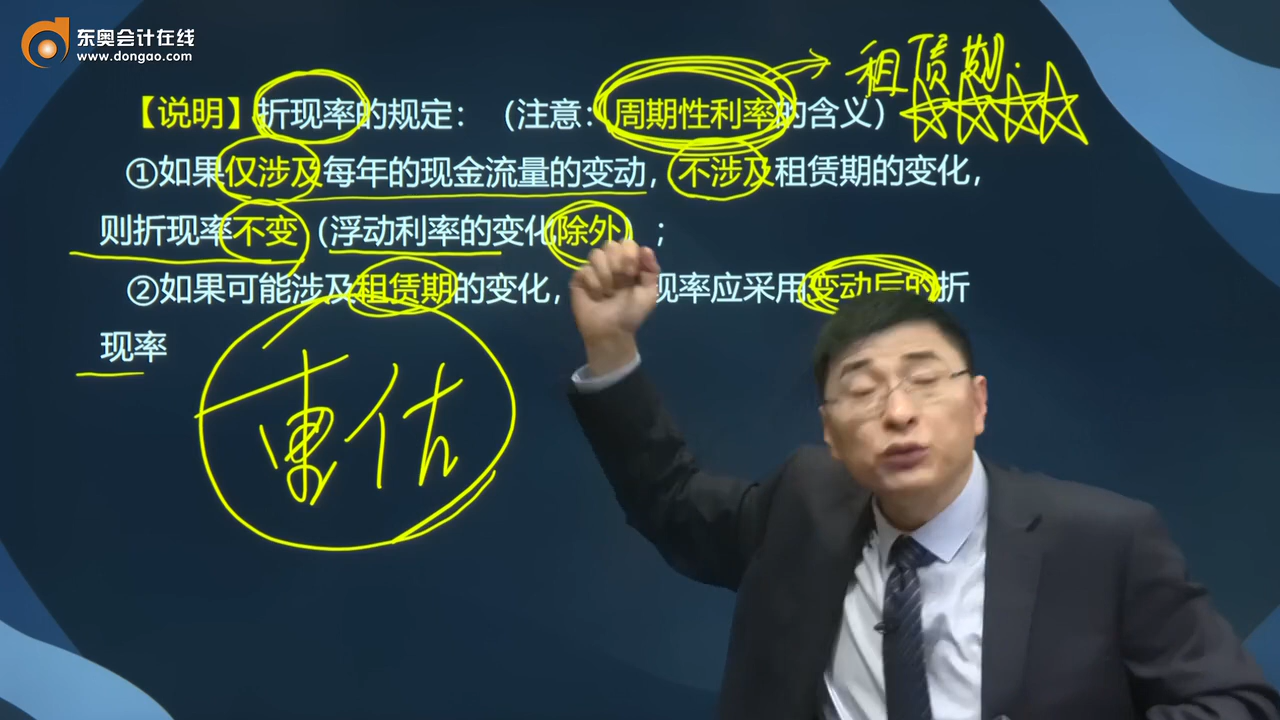 东奥会计在线
www.dongao.com
租赁期
【说明】折现率的规定：（注意：周期性利率的含义）
①如果仅涉及每年的现金流量的变动，不涉及租赁期的变化，
则折现率不变（浮动利率的变化除外）；
②如果可能涉及租赁期的变化，现率应采用变动后的折
现率
重估